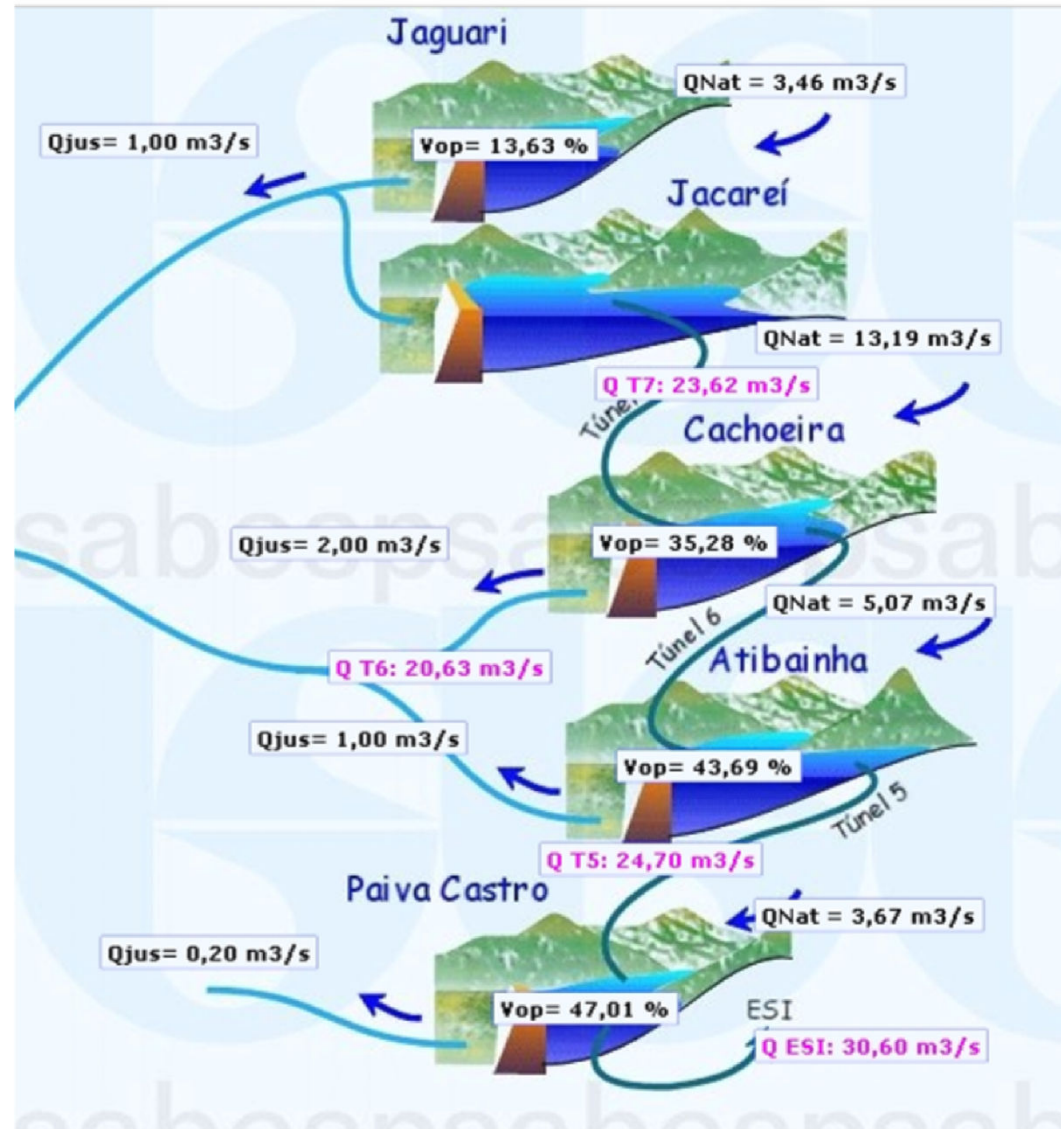 Jaguari
QNat = 3,46 m3/s
Qjus= 1,00 m3/s
Vop= 13,63 %
Jacareí
QNat = 13,19 m3/s
Q T7: 23,62 m3/s
Túnel
Cachoeira
Qjus= 2,00 m3/s
Vop= 35,28 %
sabespsabespsab
QNat = 5,07 m3/s
Túnel 6
Atibainha
Q T6: 20,63 m3/s
Qjus= 1,00 m3/s
Vop= 43,69 %
Túnel 5
Q T5: 24,70 m3/s
Paiva Castro
QNat = 3,67 m3/s
Qjus= 0,20 m3/s
Vop= 47,01 %
ESI
Q ESI: 30,60 m3/s